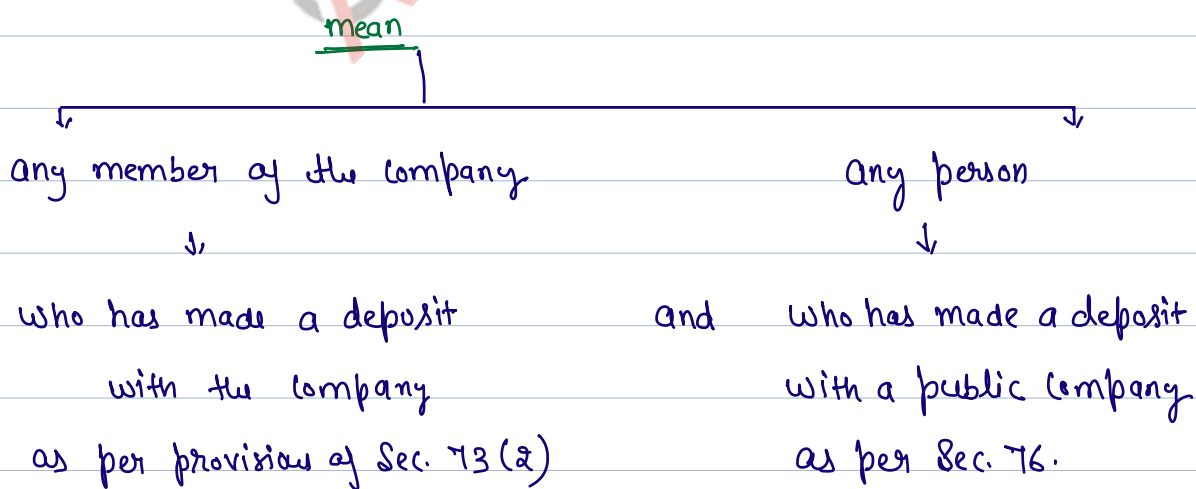 mean
any member of the company any person
who has made a deposit and who has made a deposit
with the company with a public company
as per provision of Sec. 73 (2) as per Sec. 76.